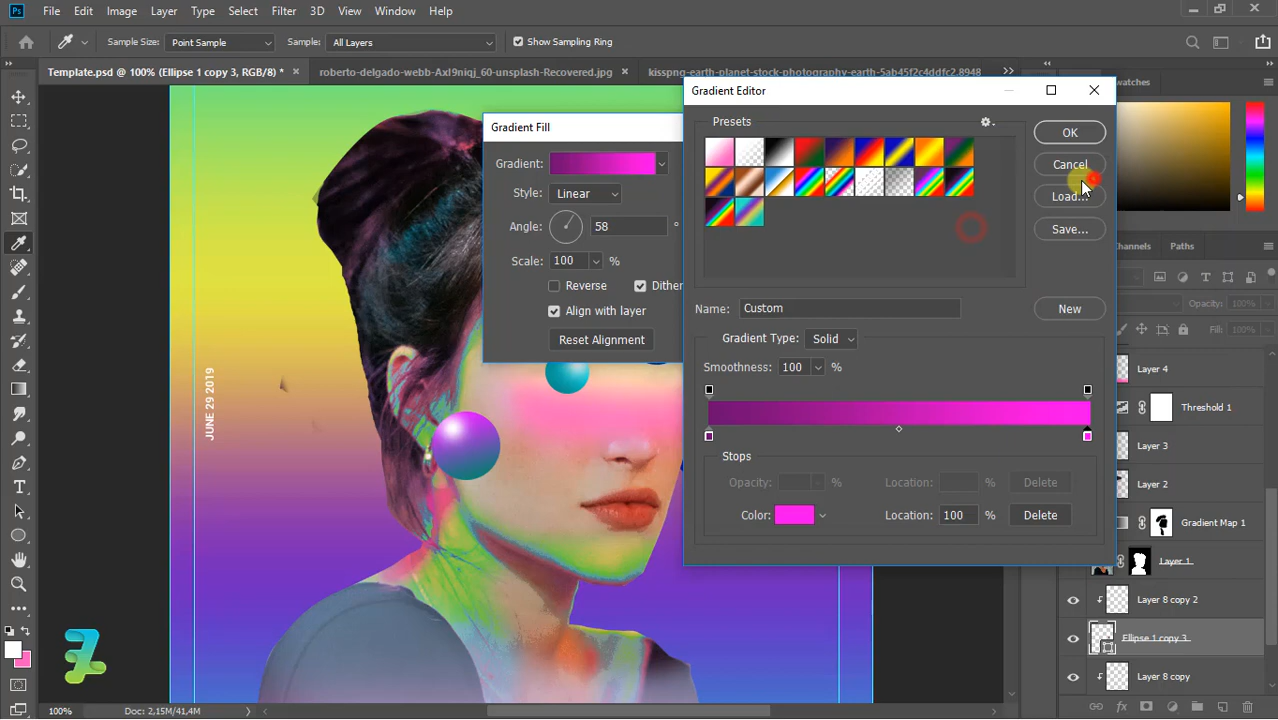 Ps File Edit Image Layer Type Select Filter 3D View Window Help
Sample Size: Point Sample Sample: All Layers Show Sampling Ring
Template.psd @ 100% (Ellipse 1 copy 3, RGB/8) * roberto-delgado-webb-AxI9niqj_60-unsplash-Recovered.jpg kisspng-earth-planet-stock-photography-earth-5ab45f2c4ddfc2.8948
watches
Gradient Editor
Presets
OK
Cancel
Load...
Save...
Gradient Fill
Gradient:
Style: Linear
Angle: 58 °
Scale: 100 %
Reverse Dither
Align with layer
Reset Alignment
Name: Custom New
Gradient Type: Solid
Smoothness: 100 %
Stops
Opacity: % Location: % Delete
Color: Location: 100 % Delete
hannels Paths
Opacity: 100%
Fill: 100%
JUNE 29 2019
Layer 4
Threshold 1
Layer 3
Layer 2
Gradient Map 1
Layer 1
Layer 8 copy 2
Ellipse 1 copy 3
Layer 8 copy
100% Doc: 2,15M/41,4M